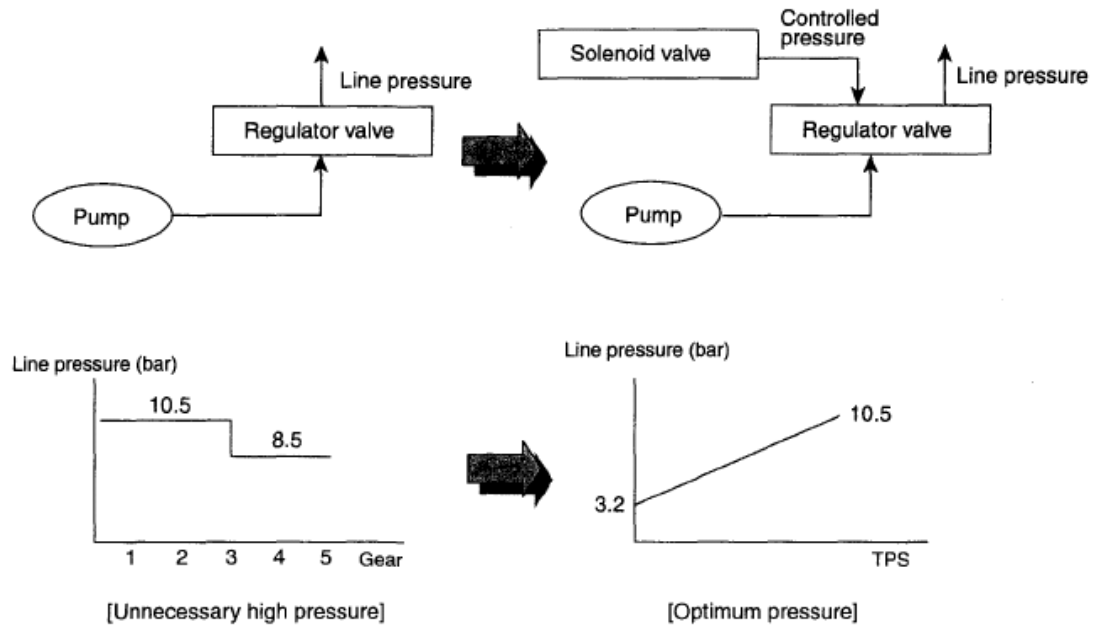 Line pressure
Regulator valve
Pump
Solenoid valve
Controlled
pressure
Line pressure
Regulator valve
Pump
Line pressure (bar)
10.5
8.5
1 2 3 4 5 Gear
[Unnecessary high pressure]
Line pressure (bar)
10.5
3.2
TPS
[Optimum pressure]